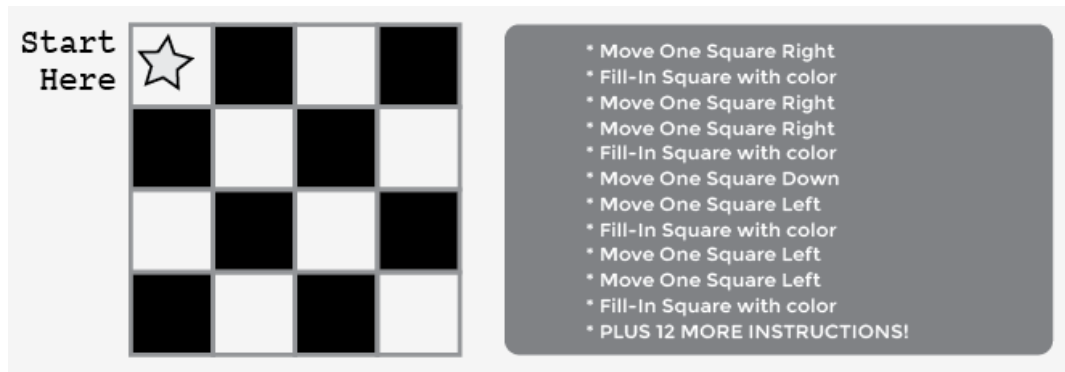 Start
Here
* Move One Square Right
* Fill-In Square with color
* Move One Square Right
* Move One Square Right
* Fill-In Square with color
* Move One Square Down
* Move One Square Left
* Fill-In Square with color
* Move One Square Left
* Move One Square Left
* Fill-In Square with color
* PLUS 12 MORE INSTRUCTIONS!